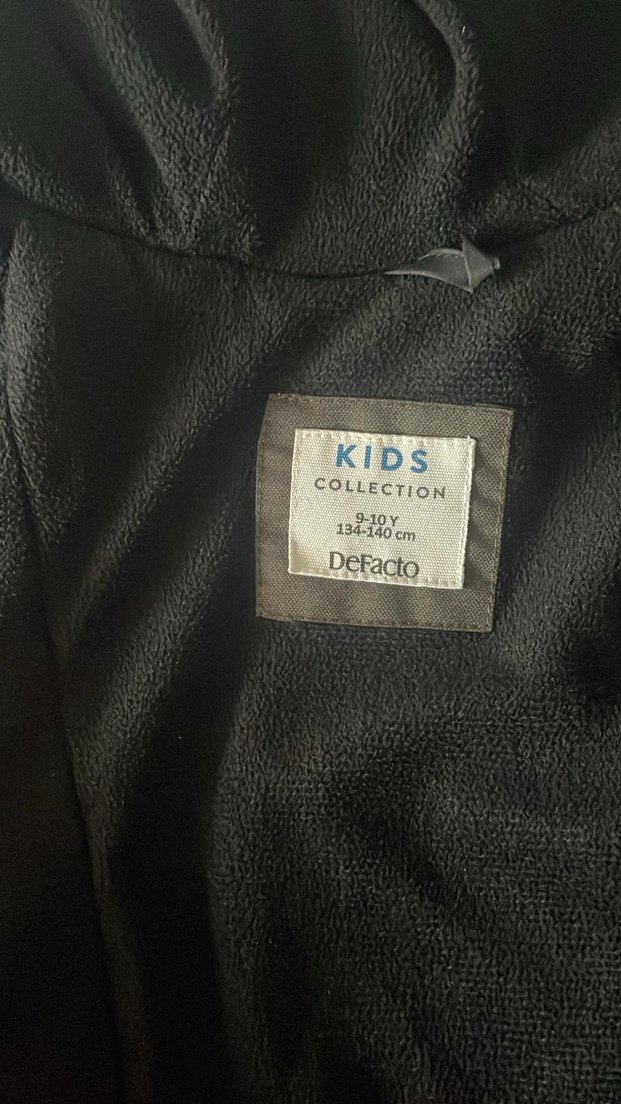 KIDS
COLLECTION
9-10 Y
134-140 cm
DeFacto